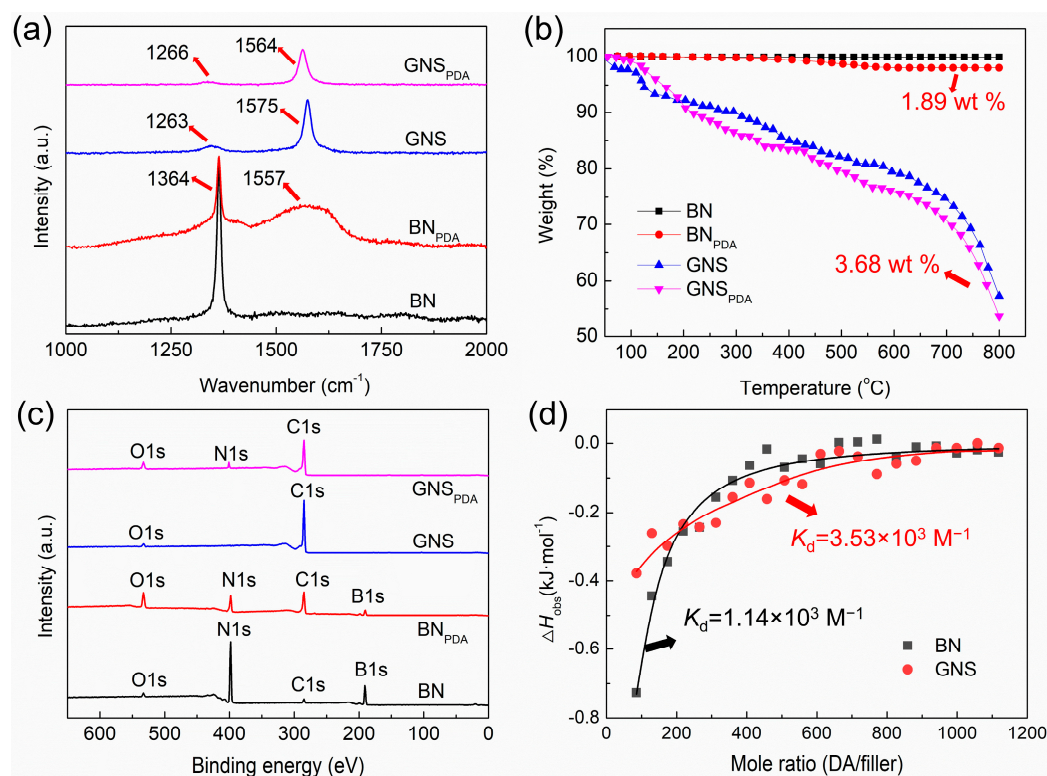 (a)
1266
1564
GNSPDA
1263
1575
GNS
1364
1557
BNPDA
BN
Intensity (a.u.)
1000
1250
1500
1750
2000
Wavenumber (cm-1)
(b)
100
90
80
70
60
50
Weight (%)
1.89 wt %
BN
BNPDA
GNS
GNSPDA
3.68 wt %
100
200
300
400
500
600
700
800
Temperature (oC)
(c)
O1s
N1s
C1s
GNSPDA
O1s
C1s
GNS
O1s
N1s
C1s
B1s
BNPDA
O1s
N1s
C1s
B1s
BN
Intensity (a.u.)
600
500
400
300
200
100
0
Binding energy (eV)
(d)
0.0
-0.2
-0.4
-0.6
-0.8
△Hobs(kJ·mol-1)
Kd=3.53×10³ M−1
Kd=1.14×10³ M−1
BN
GNS
0
200
400
600
800
1000
1200
Mole ratio (DA/filler)